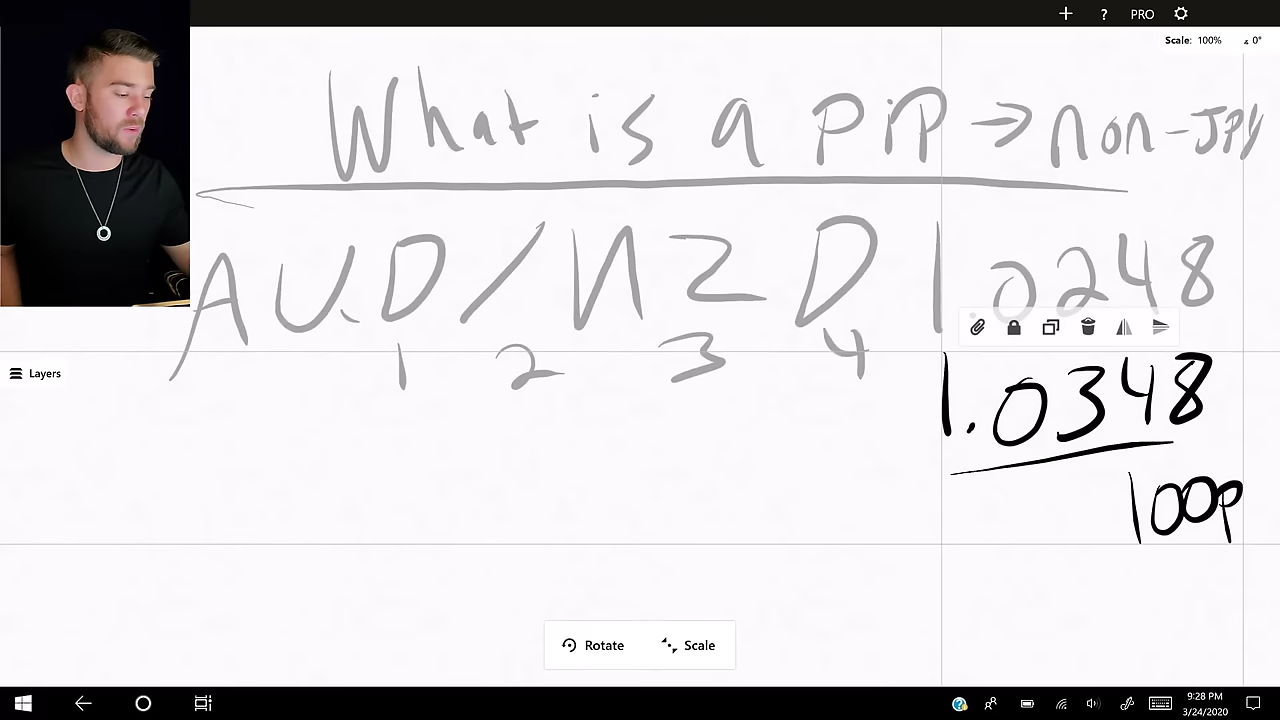 ? PRO
Scale: 100% 0°
What is a PiP → non-JPY
AUD/NZD 1.0248
1 2 3 4
Layers
1.0348
100p
Rotate Scale
9:28 PM
3/24/2020